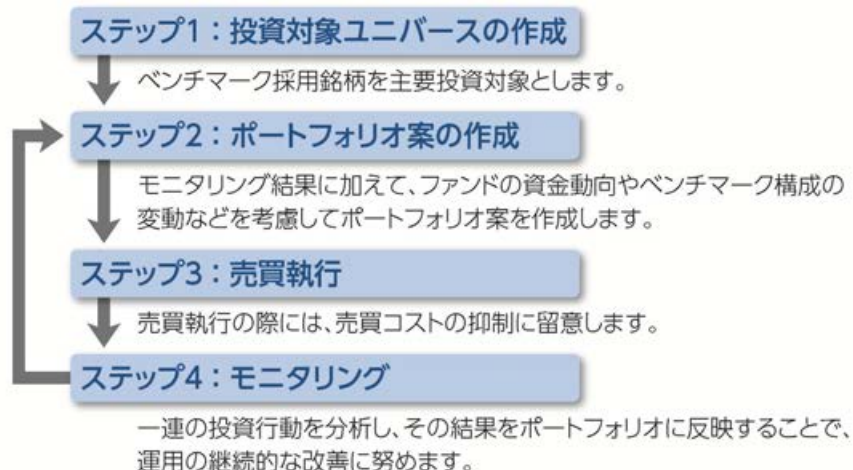 ステップ1：投資対象ユニバースの作成
ベンチマーク採用銘柄を主要投資対象とします。
ステップ2：ポートフォリオ案の作成
モニタリング結果に加えて、ファンドの資金動向やベンチマーク構成の
変動などを考慮してポートフォリオ案を作成します。
ステップ3：売買執行
売買執行の際には、売買コストの抑制に留意します。
ステップ4：モニタリング
一連の投資行動を分析し、その結果をポートフォリオに反映することで、
運用の継続的な改善に努めます。